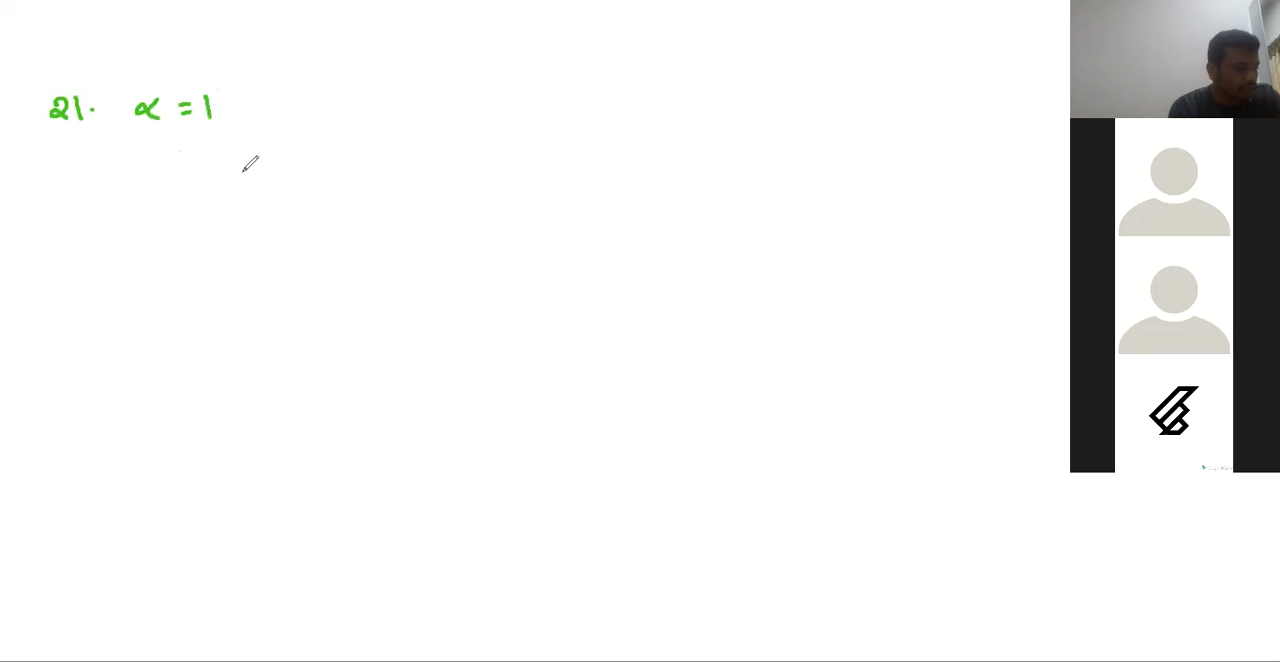 21. α = 1